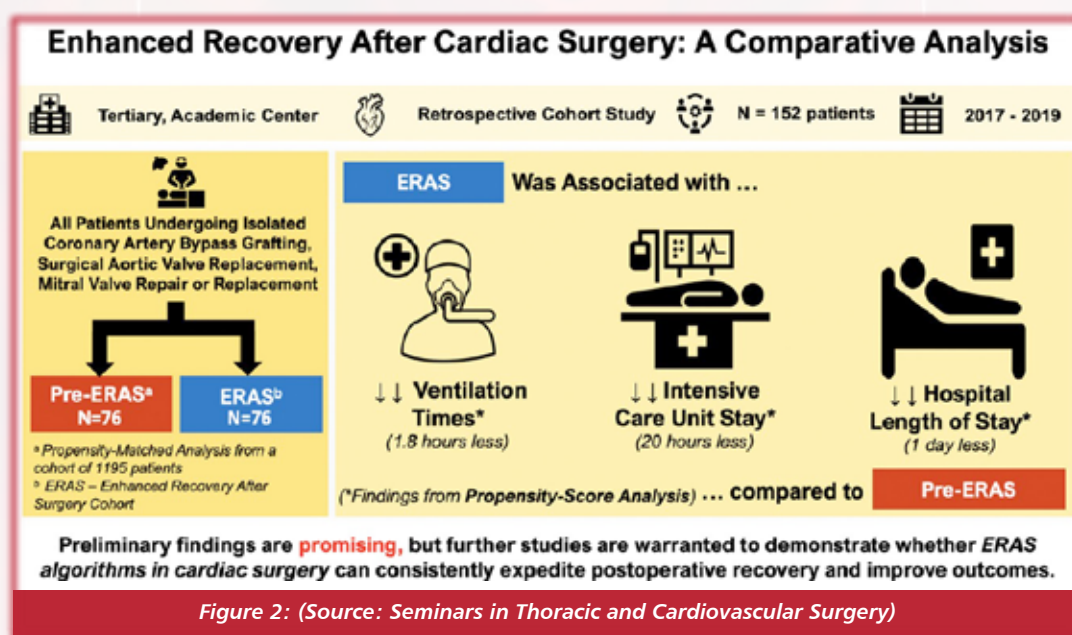 Enhanced Recovery After Cardiac Surgery: A Comparative Analysis
Tertiary, Academic Center
Retrospective Cohort Study
N = 152 patients
2017 - 2019
All Patients Undergoing Isolated
Coronary Artery Bypass Grafting,
Surgical Aortic Valve Replacement,
Mitral Valve Repair or Replacement
Pre-ERASᵃ
N=76
ERASᵇ
N=76
ᵃ Propensity-Matched Analysis from a
cohort of 1195 patients
ᵇ ERAS – Enhanced Recovery After
Surgery Cohort
ERAS Was Associated with ...
↓↓ Ventilation
Times*
(1.8 hours less)
↓↓ Intensive
Care Unit Stay*
(20 hours less)
↓↓ Hospital
Length of Stay*
(1 day less)
(*Findings from Propensity-Score Analysis) ... compared to Pre-ERAS
Preliminary findings are promising, but further studies are warranted to demonstrate whether ERAS
algorithms in cardiac surgery can consistently expedite postoperative recovery and improve outcomes.
Figure 2: (Source: Seminars in Thoracic and Cardiovascular Surgery)